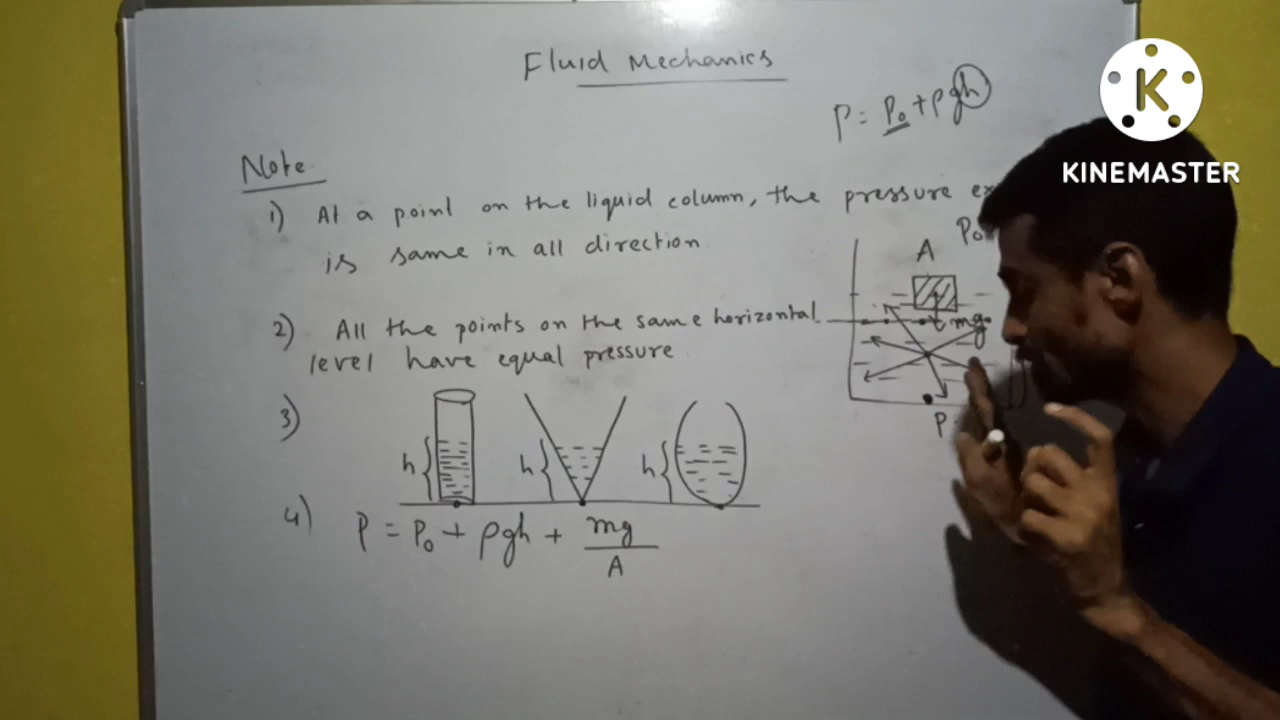 Fluid Mechanics
P = P₀ + ρgh
K
KINEMASTER
Note
1) At a point on the liquid column, the pressure
is same in all direction
P₀
A
mg
P
2) All the points on the same horizontal
level have equal pressure
3)
h h h
4) P = P₀ + ρgh + mg/A